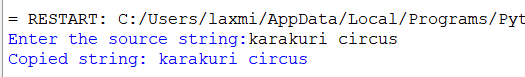 = RESTART: C:/Users/laxmi/AppData/Local/Programs/Pyt
Enter the source string:karakuri circus
Copied string: karakuri circus